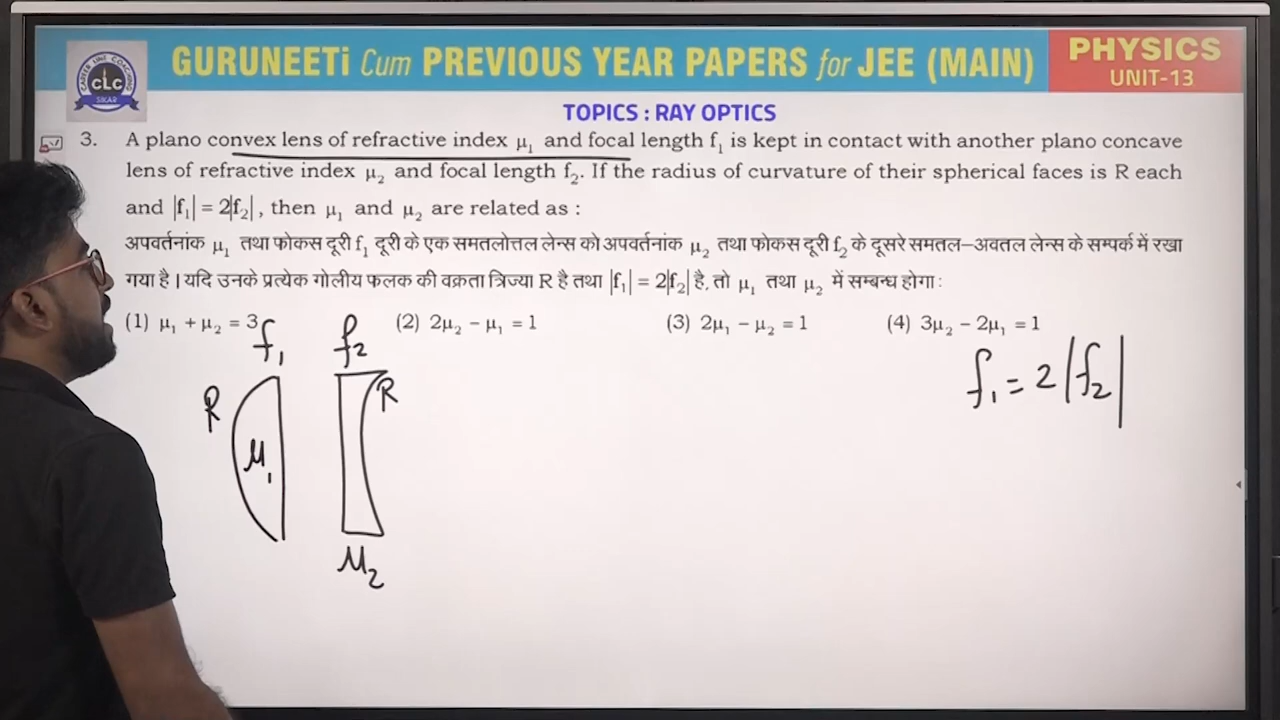 GURUNEETi Cum PREVIOUS YEAR PAPERS for JEE (MAIN)
PHYSICS
UNIT-13
CLC
SIKAR
TOPICS : RAY OPTICS
3. A plano convex lens of refractive index μ₁ and focal length f₁ is kept in contact with another plano concave
lens of refractive index μ₂ and focal length f₂. If the radius of curvature of their spherical faces is R each
and |f₁| = 2|f₂|, then μ₁ and μ₂ are related as :
अपवर्तनांक μ₁ तथा फोकस दूरी f₁ दूरी के एक समतलोत्तल लेन्स को अपवर्तनांक μ₂ तथा फोकस दूरी f₂ के दूसरे समतल–अवतल लेन्स के सम्पर्क में रखा
गया है। यदि उनके प्रत्येक गोलीय फलक की वक्रता त्रिज्या R है तथा |f₁| = 2|f₂| है, तो μ₁ तथा μ₂ में सम्बन्ध होगा:
(1) μ₁ + μ₂ = 3 (2) 2μ₂ − μ₁ = 1 (3) 2μ₁ − μ₂ = 1 (4) 3μ₂ − 2μ₁ = 1
f₁ f₂
f₁ = 2|f₂|
R R
μ₁
μ₂